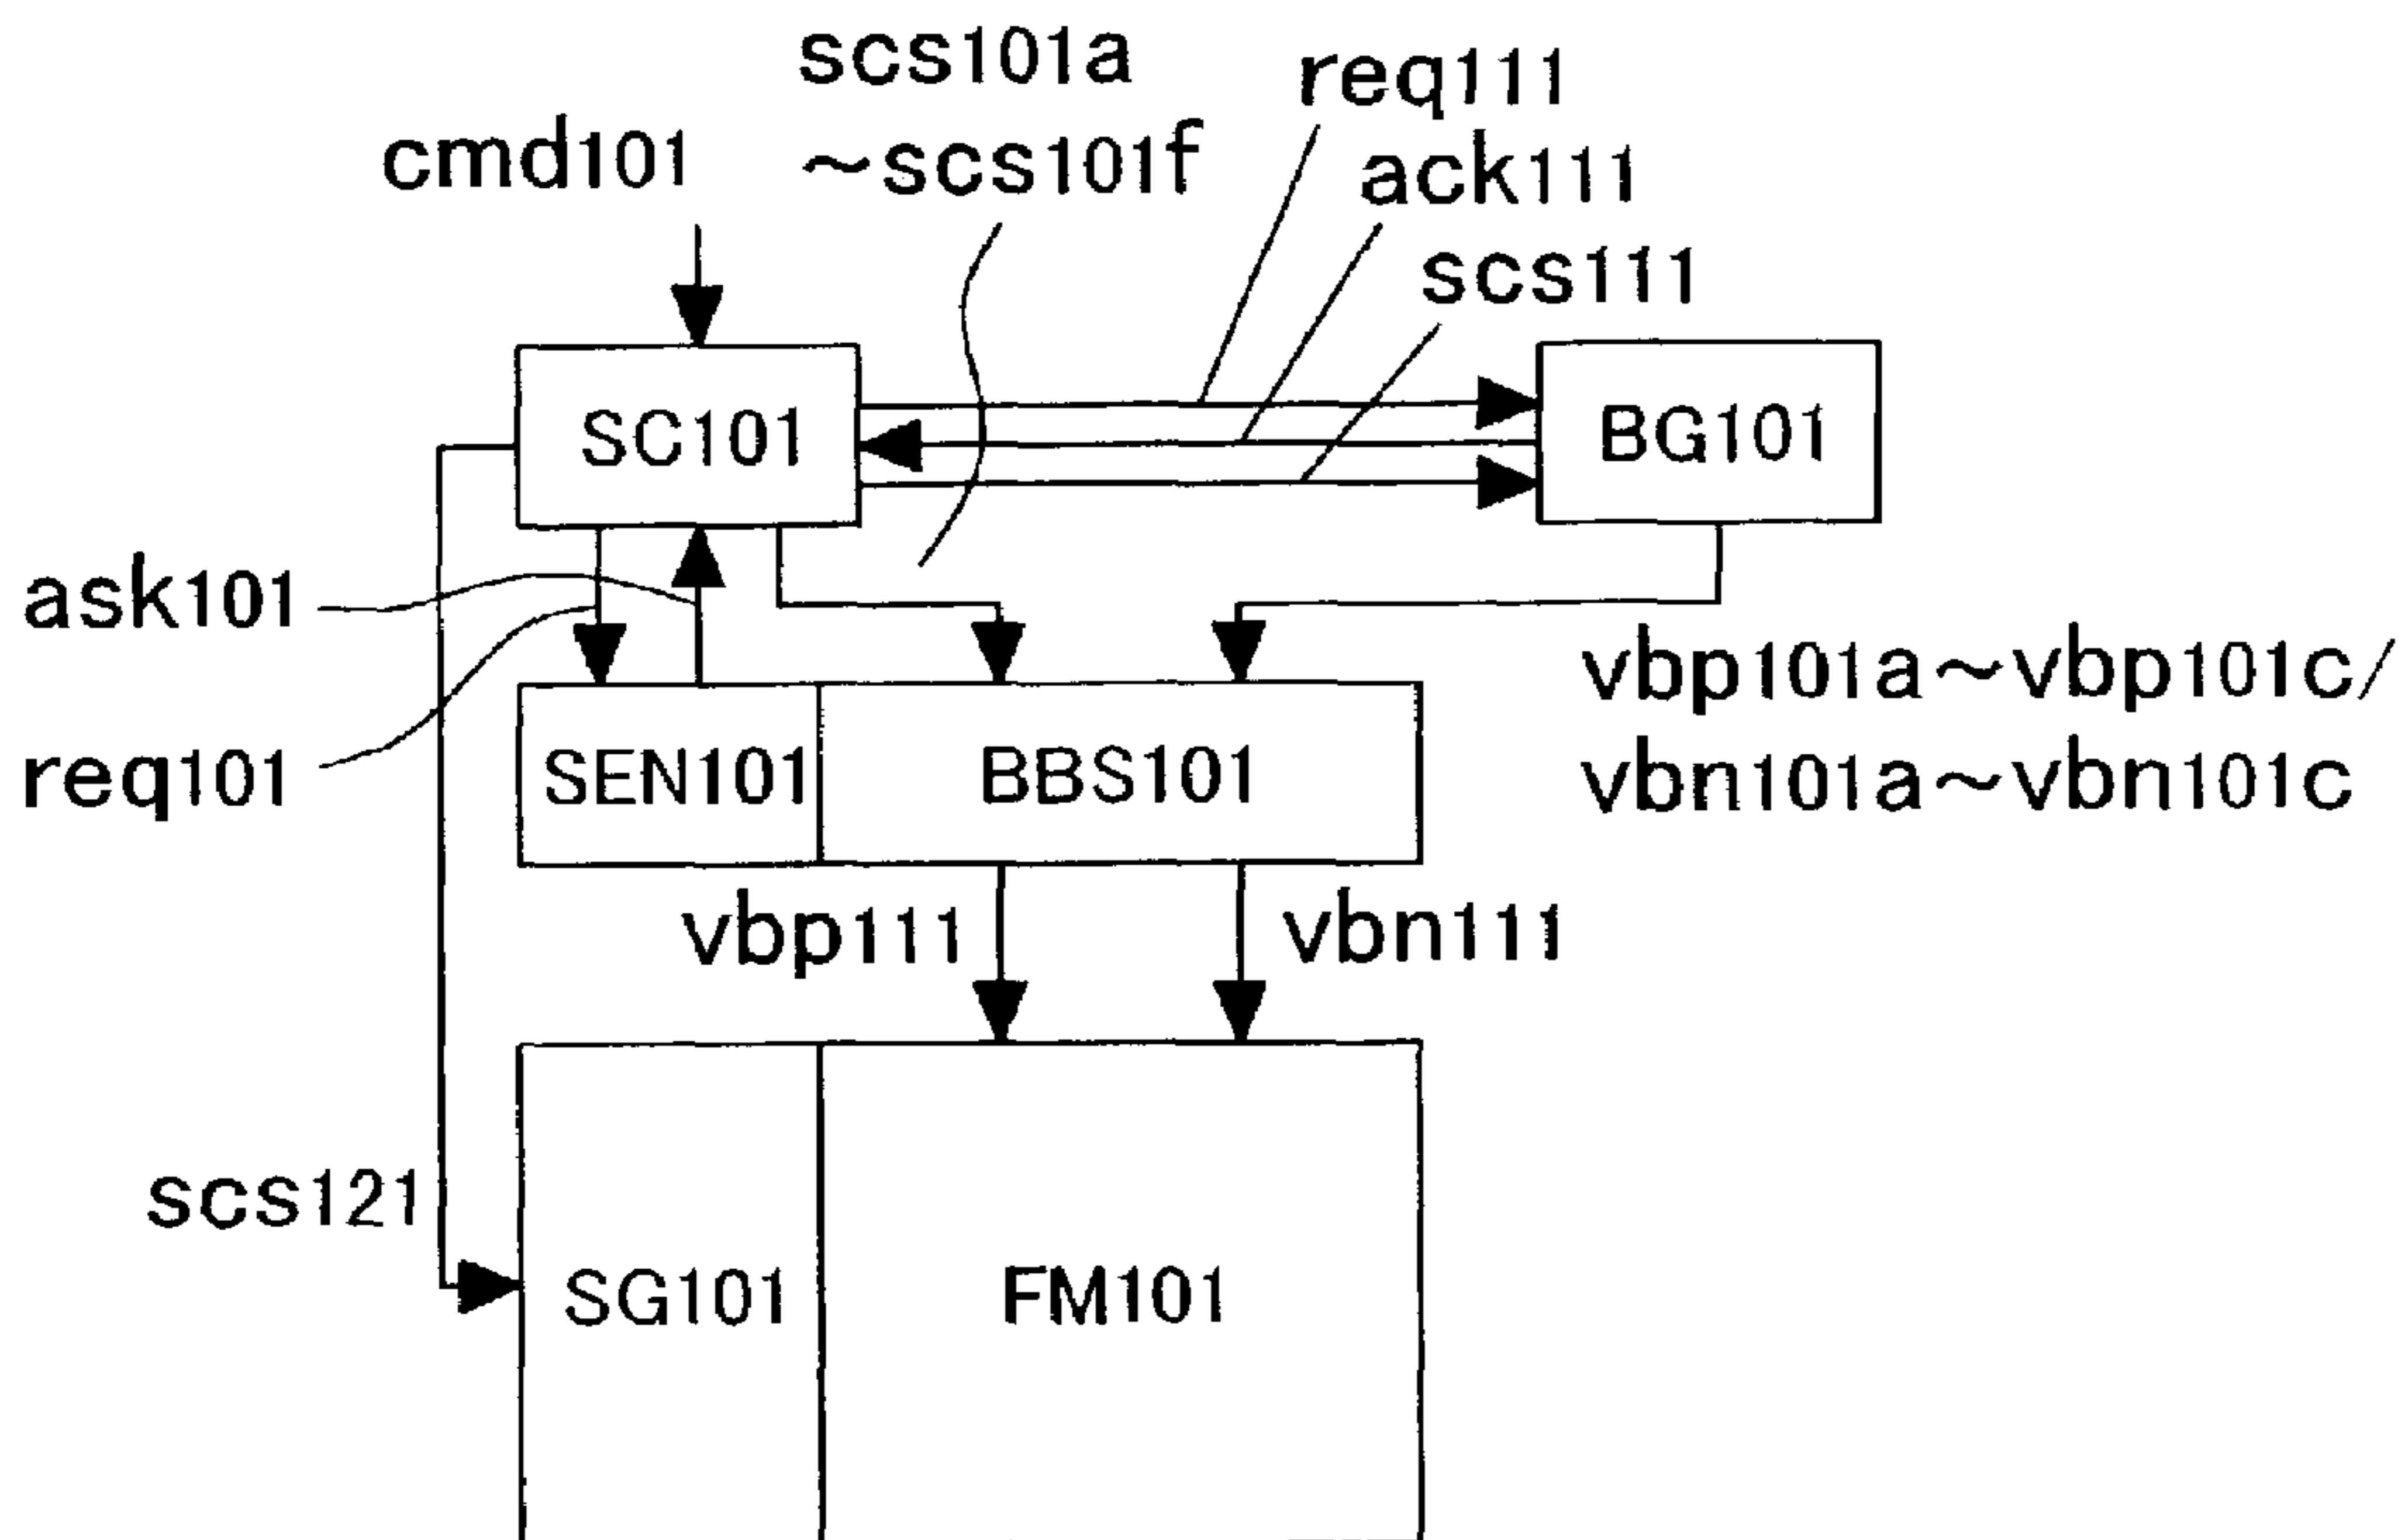 scs101a
~scs101f
cmd101
req111
ack111
scs111
SC101
BG101
ask101
req101
SEN101
BBS101
vbp101a~vbp101c/
vbn101a~vbn101c
vbp111
vbn111
scs121
SG101
FM101